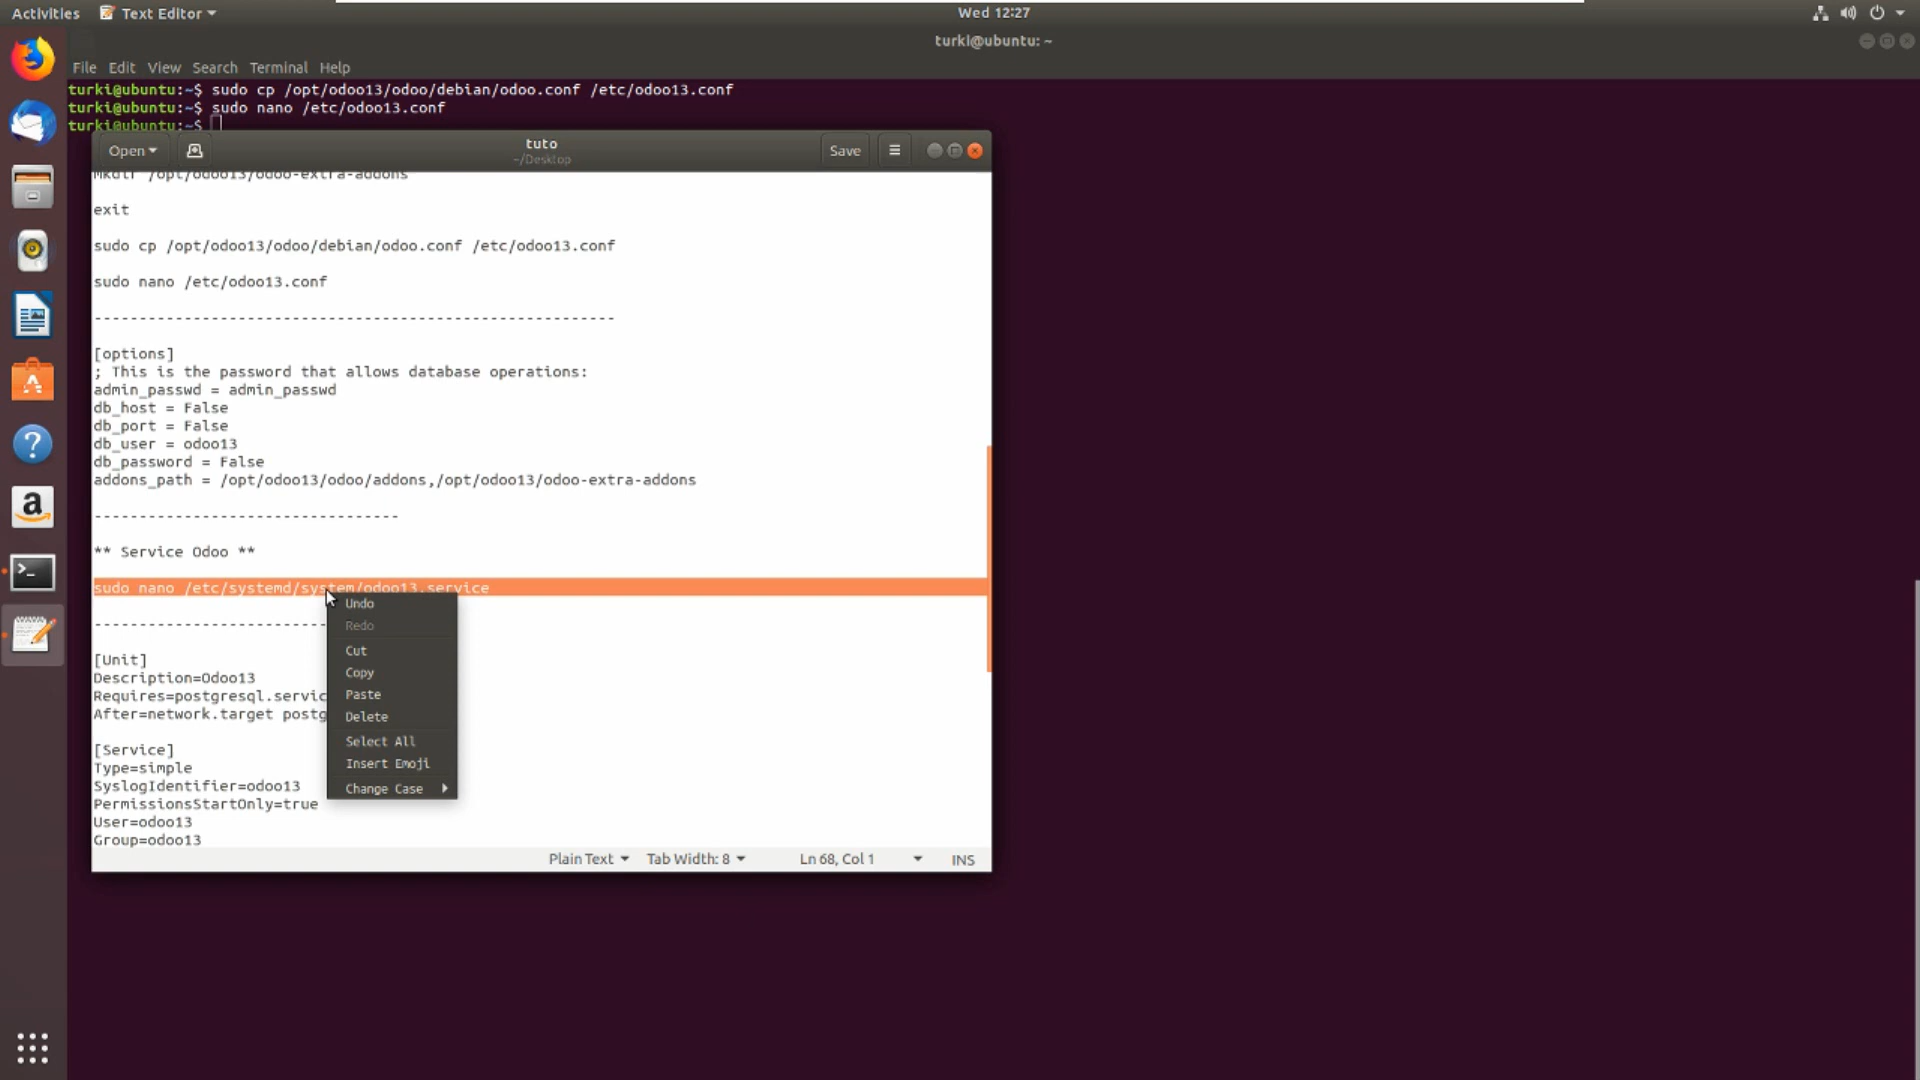 Activities
Text Editor
Wed 12:27
turki@ubuntu: ~
File Edit View Search Terminal Help
turki@ubuntu:~$ sudo cp /opt/odoo13/odoo/debian/odoo.conf /etc/odoo13.conf
turki@ubuntu:~$ sudo nano /etc/odoo13.conf
turki@ubuntu:~$
Open
tuto
~/Desktop
Save
mkdir /opt/odoo13/odoo-extra-addons
exit
sudo cp /opt/odoo13/odoo/debian/odoo.conf /etc/odoo13.conf
sudo nano /etc/odoo13.conf
----------------------------------------------------------
[options]
; This is the password that allows database operations:
admin_passwd = admin_passwd
db_host = False
db_port = False
db_user = odoo13
db_password = False
addons_path = /opt/odoo13/odoo/addons,/opt/odoo13/odoo-extra-addons
----------------------------------
** Service Odoo **
sudo nano /etc/systemd/system/odoo13.service
--------------------------
[Unit]
Description=Odoo13
Requires=postgresql.servic
After=network.target postg
[Service]
Type=simple
SyslogIdentifier=odoo13
PermissionsStartOnly=true
User=odoo13
Group=odoo13
Undo
Redo
Cut
Copy
Paste
Delete
Select All
Insert Emoji
Change Case
Plain Text
Tab Width: 8
Ln 68, Col 1
INS